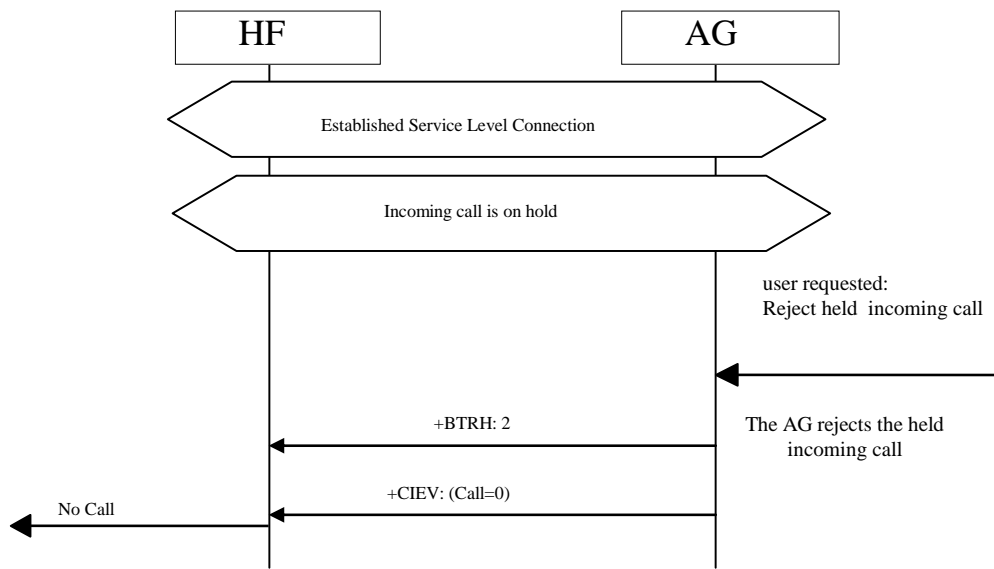 HF
AG
Established Service Level Connection
Incoming call is on hold
user requested:
Reject held incoming call
+BTRH: 2
The AG rejects the held
incoming call
+CIEV: (Call=0)
No Call